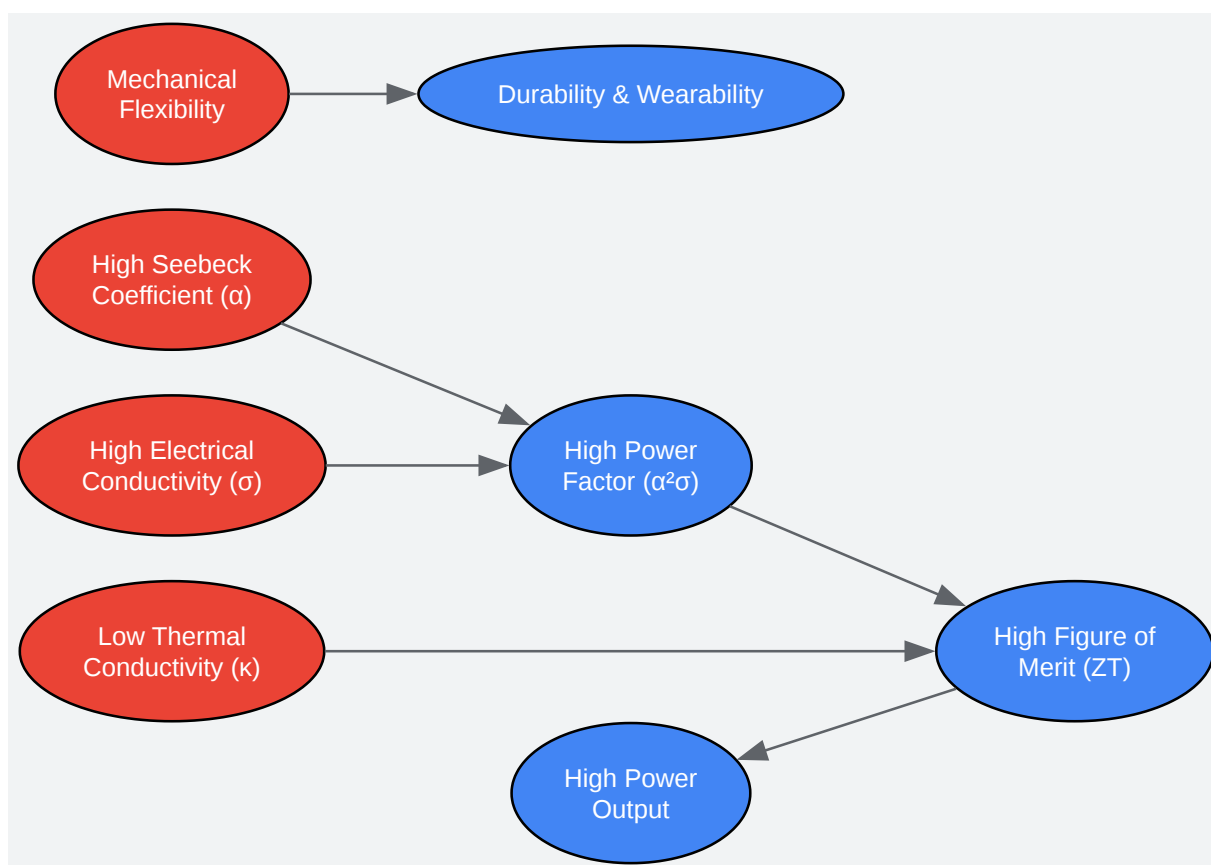 Mechanical
Flexibility
Durability & Wearability
High Seebeck
Coefficient (α)
High Electrical
Conductivity (σ)
High Power
Factor (α²σ)
Low Thermal
Conductivity (κ)
High Figure of
Merit (ZT)
High Power
Output